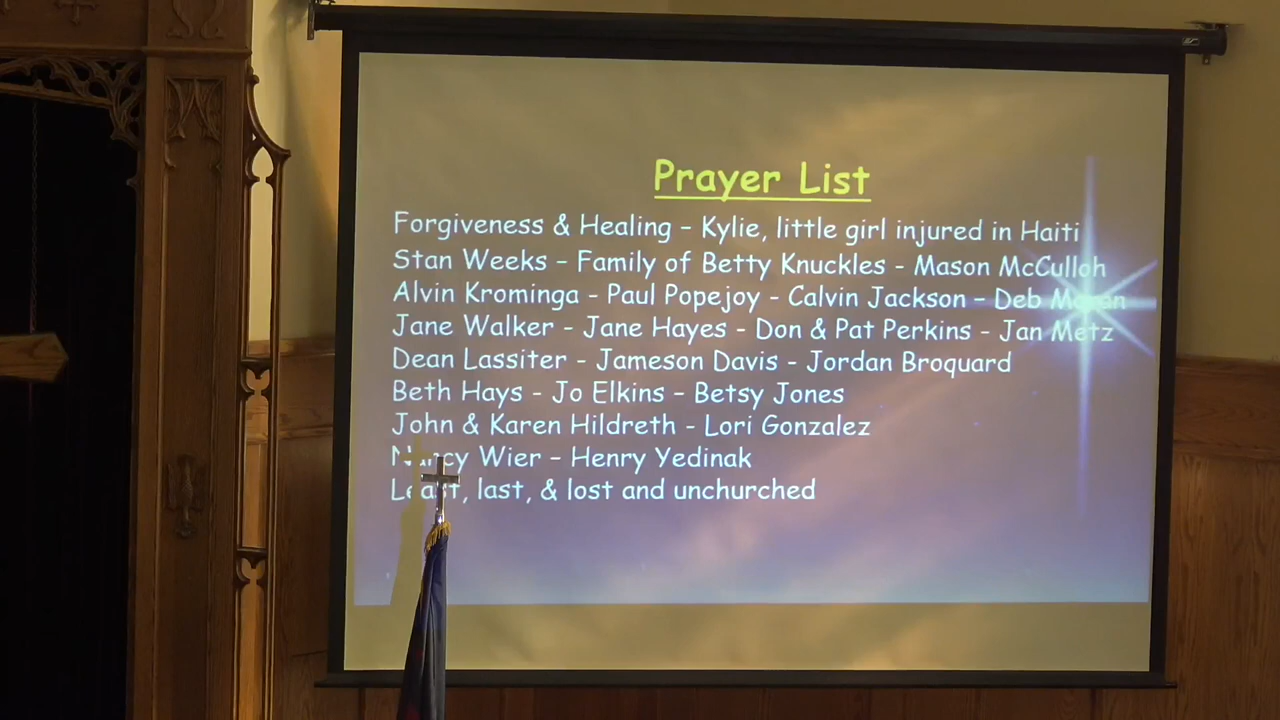 Prayer List
Forgiveness & Healing – Kylie, little girl injured in Haiti
Stan Weeks – Family of Betty Knuckles - Mason McCulloh
Alvin Krominga - Paul Popejoy - Calvin Jackson – Deb
Jane Walker - Jane Hayes - Don & Pat Perkins - Jan Metz
Dean Lassiter - Jameson Davis - Jordan Broquard
Beth Hays - Jo Elkins – Betsy Jones
John & Karen Hildreth - Lori Gonzalez
Nancy Wier – Henry Yedinak
Least, last, & lost and unchurched